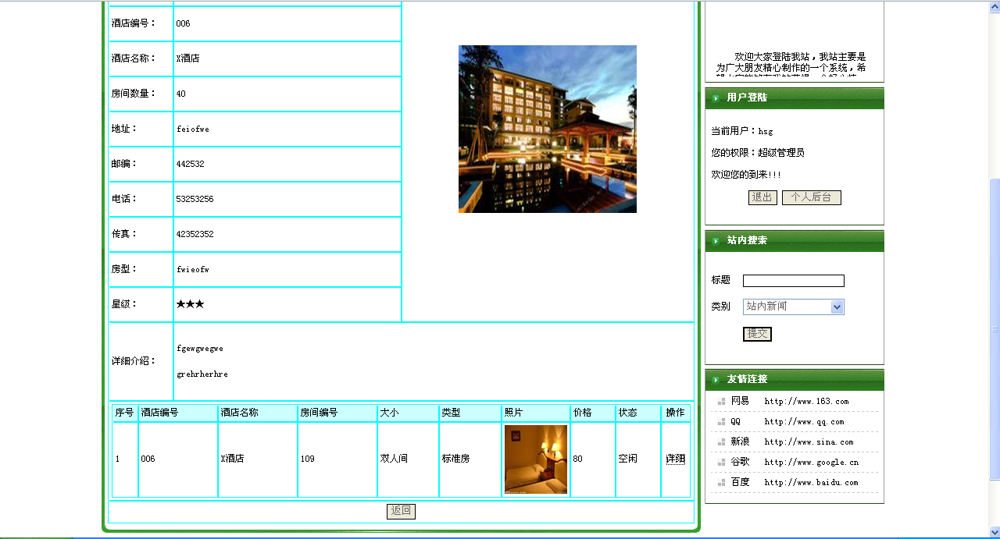 酒店编号： 006
酒店名称： X酒店
房间数量： 40
地址： feiofwe
邮编： 442532
电话： 53253256
传真： 42352352
房型： fwieofw
星级： ★★★
详细介绍：
fgewgwegwe
grehrherhre
序号 酒店编号 酒店名称 房间编号 大小 类型 照片 价格 状态 操作
1 006 X酒店 109 双人间 标准房 80 空闲 详细
返回
欢迎大家登陆我站，我站主要是
为广大朋友精心制作的一个系统，希
用户登陆
当前用户：hsg
您的权限：超级管理员
欢迎您的到来!!!
退出 个人后台
站内搜索
标题
类别 站内新闻
提交
友情连接
网易 http://www.163.com
QQ http://www.qq.com
新浪 http://www.sina.com
谷歌 http://www.google.cn
百度 http://www.baidu.com